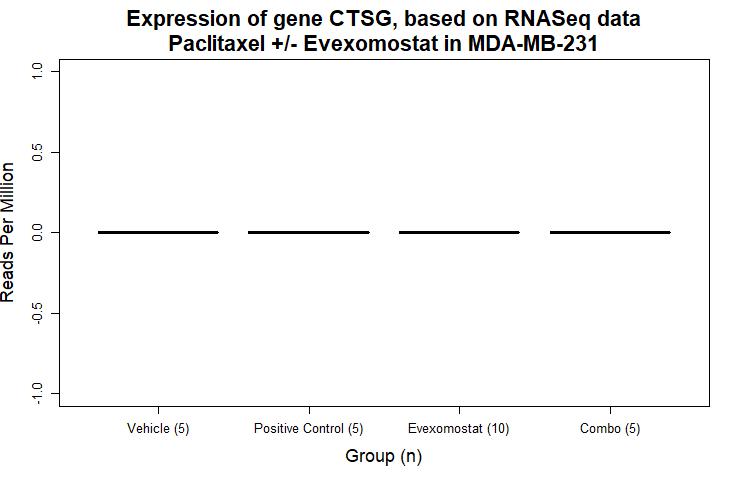 Expression of gene CTSG, based on RNASeq data
Paclitaxel +/- Evexomostat in MDA-MB-231
Reads Per Million
1.0
0.5
0.0
-0.5
-1.0
Vehicle (5)
Positive Control (5)
Evexomostat (10)
Combo (5)
Group (n)